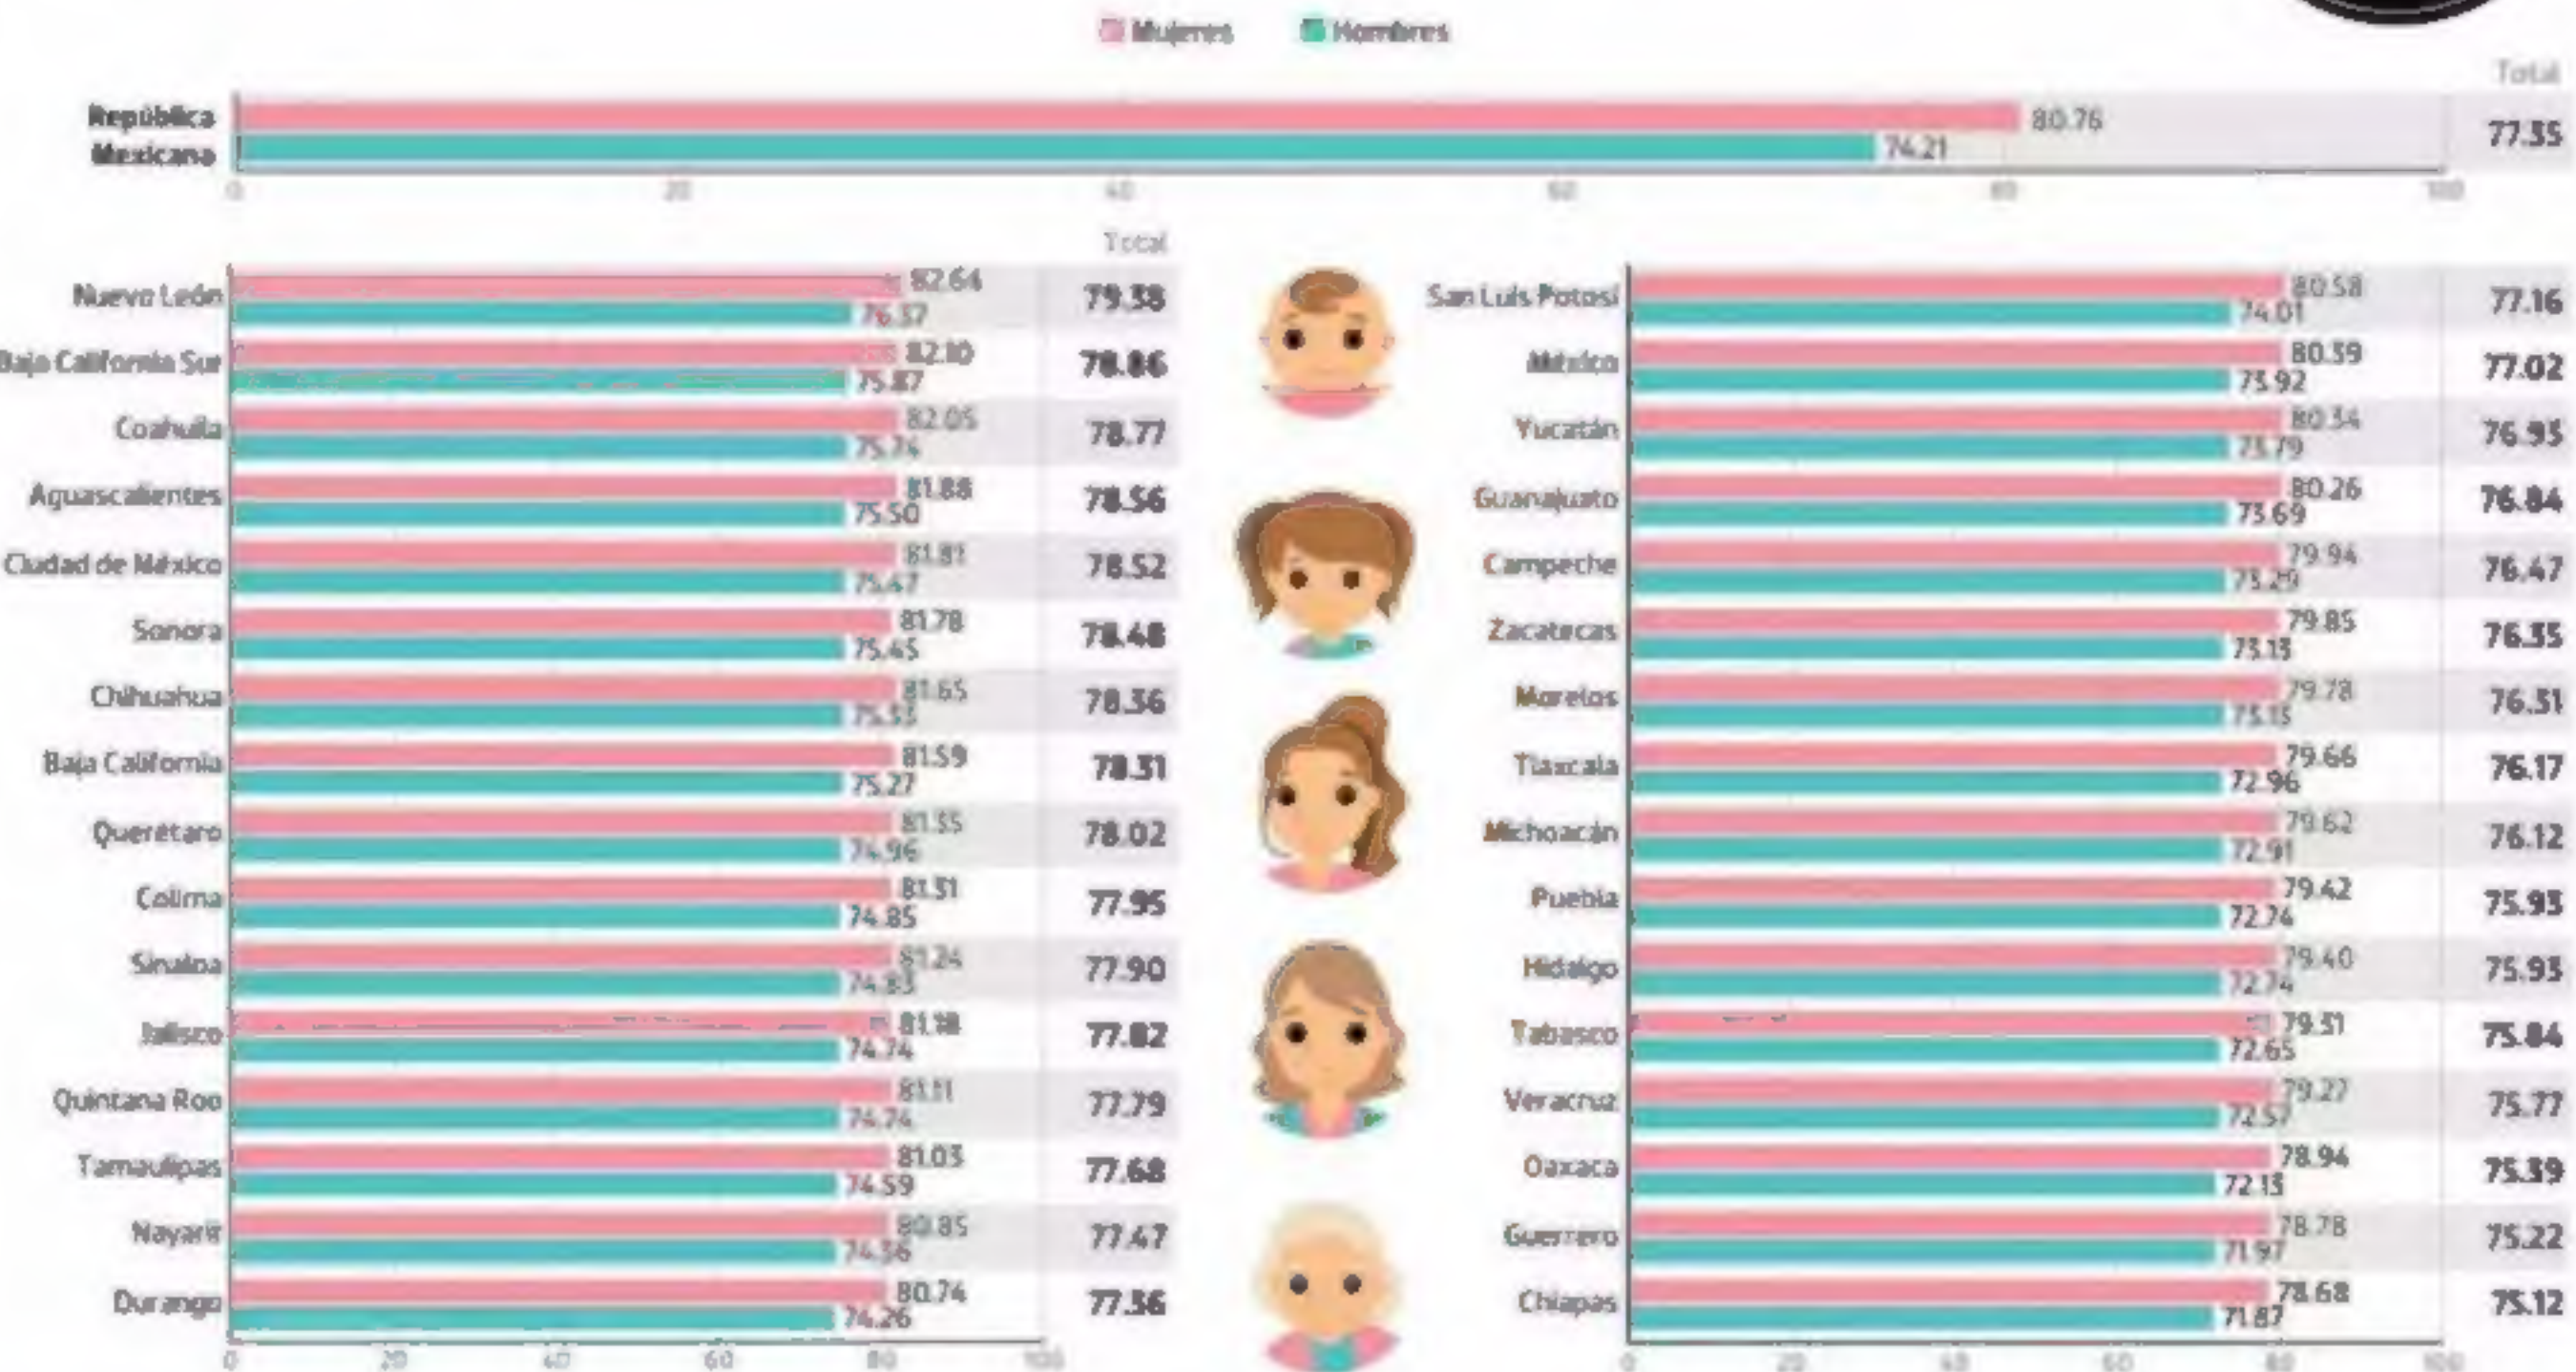 Mujeres Hombres
Total
República
Mexicana
80.76
74.21
77.35
0 20 40 60 80 100
Total
Nuevo León 82.64 79.38
76.37
Baja California Sur 82.10 78.86
75.87
Coahuila 82.05 78.77
75.74
Aguascalientes 81.88 78.56
75.50
Ciudad de México 81.81 78.52
75.47
Sonora 81.78 78.48
75.45
Chihuahua 81.65 78.36
Baja California 81.59 78.31
75.27
Querétaro 81.35 78.02
74.96
Colima 81.31 77.95
74.85
Sinaloa 81.24 77.90
74.83
Jalisco 81.18 77.82
74.74
Quintana Roo 81.11 77.79
74.74
Tamaulipas 81.03 77.68
74.59
Nayarit 80.85 77.47
74.36
Durango 80.74 77.36
74.26
0 20 40 60 80 100
San Luis Potosí 80.58 77.16
74.01
México 80.39 77.02
73.92
Yucatán 80.34 76.93
73.79
Guanajuato 80.26 76.84
73.69
Campeche 79.94 76.47
73.29
Zacatecas 79.85 76.35
73.13
Morelos 79.78 76.31
73.13
Tlaxcala 79.66 76.17
72.96
Michoacán 79.62 76.12
72.91
Puebla 79.42 75.93
72.74
Hidalgo 79.40 75.93
72.74
Tabasco 79.31 75.84
72.65
Veracruz 79.27 75.77
72.57
Oaxaca 78.94 75.39
72.13
Guerrero 78.78 75.22
71.97
Chiapas 78.68 75.12
71.87
0 20 40 60 80 100